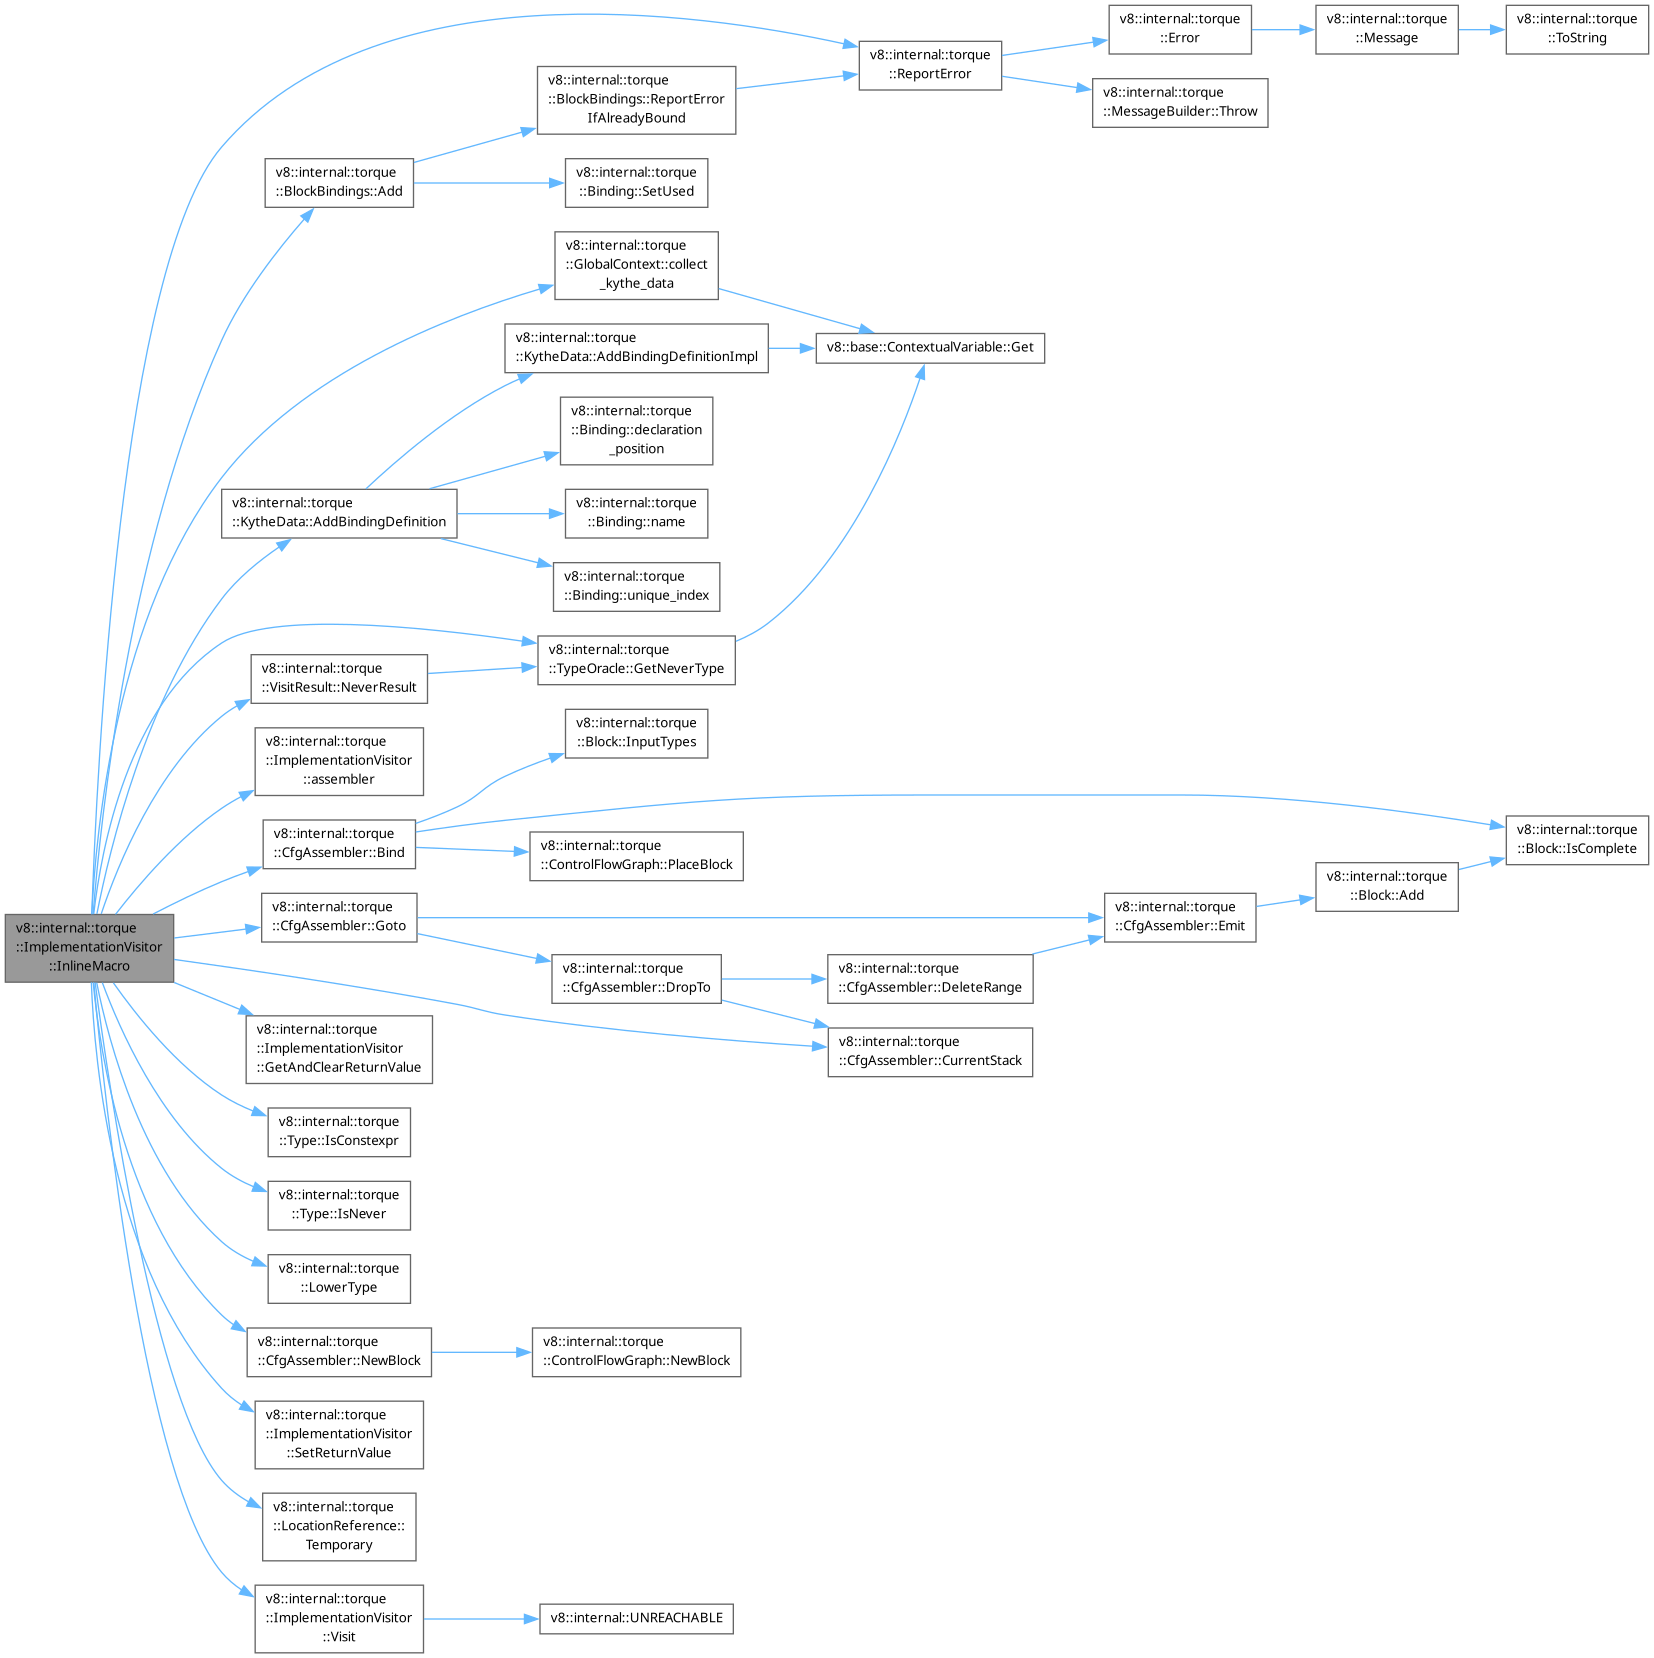 v8::internal::torque
::Error
v8::internal::torque
::Message
v8::internal::torque
::ToString
v8::internal::torque
::ReportError
v8::internal::torque
::BlockBindings::ReportError
IfAlreadyBound
v8::internal::torque
::MessageBuilder::Throw
v8::internal::torque
::BlockBindings::Add
v8::internal::torque
::Binding::SetUsed
v8::internal::torque
::GlobalContext::collect
_kythe_data
v8::internal::torque
::KytheData::AddBindingDefinitionImpl
v8::base::ContextualVariable::Get
v8::internal::torque
::Binding::declaration
_position
v8::internal::torque
::KytheData::AddBindingDefinition
v8::internal::torque
::Binding::name
v8::internal::torque
::Binding::unique_index
v8::internal::torque
::TypeOracle::GetNeverType
v8::internal::torque
::VisitResult::NeverResult
v8::internal::torque
::Block::InputTypes
v8::internal::torque
::ImplementationVisitor
::assembler
v8::internal::torque
::CfgAssembler::Bind
v8::internal::torque
::ControlFlowGraph::PlaceBlock
v8::internal::torque
::Block::IsComplete
v8::internal::torque
::Block::Add
v8::internal::torque
::CfgAssembler::Goto
v8::internal::torque
::CfgAssembler::Emit
v8::internal::torque
::ImplementationVisitor
::InlineMacro
v8::internal::torque
::CfgAssembler::DropTo
v8::internal::torque
::CfgAssembler::DeleteRange
v8::internal::torque
::ImplementationVisitor
::GetAndClearReturnValue
v8::internal::torque
::CfgAssembler::CurrentStack
v8::internal::torque
::Type::IsConstexpr
v8::internal::torque
::Type::IsNever
v8::internal::torque
::LowerType
v8::internal::torque
::CfgAssembler::NewBlock
v8::internal::torque
::ControlFlowGraph::NewBlock
v8::internal::torque
::ImplementationVisitor
::SetReturnValue
v8::internal::torque
::LocationReference::
Temporary
v8::internal::torque
::ImplementationVisitor
::Visit
v8::internal::UNREACHABLE